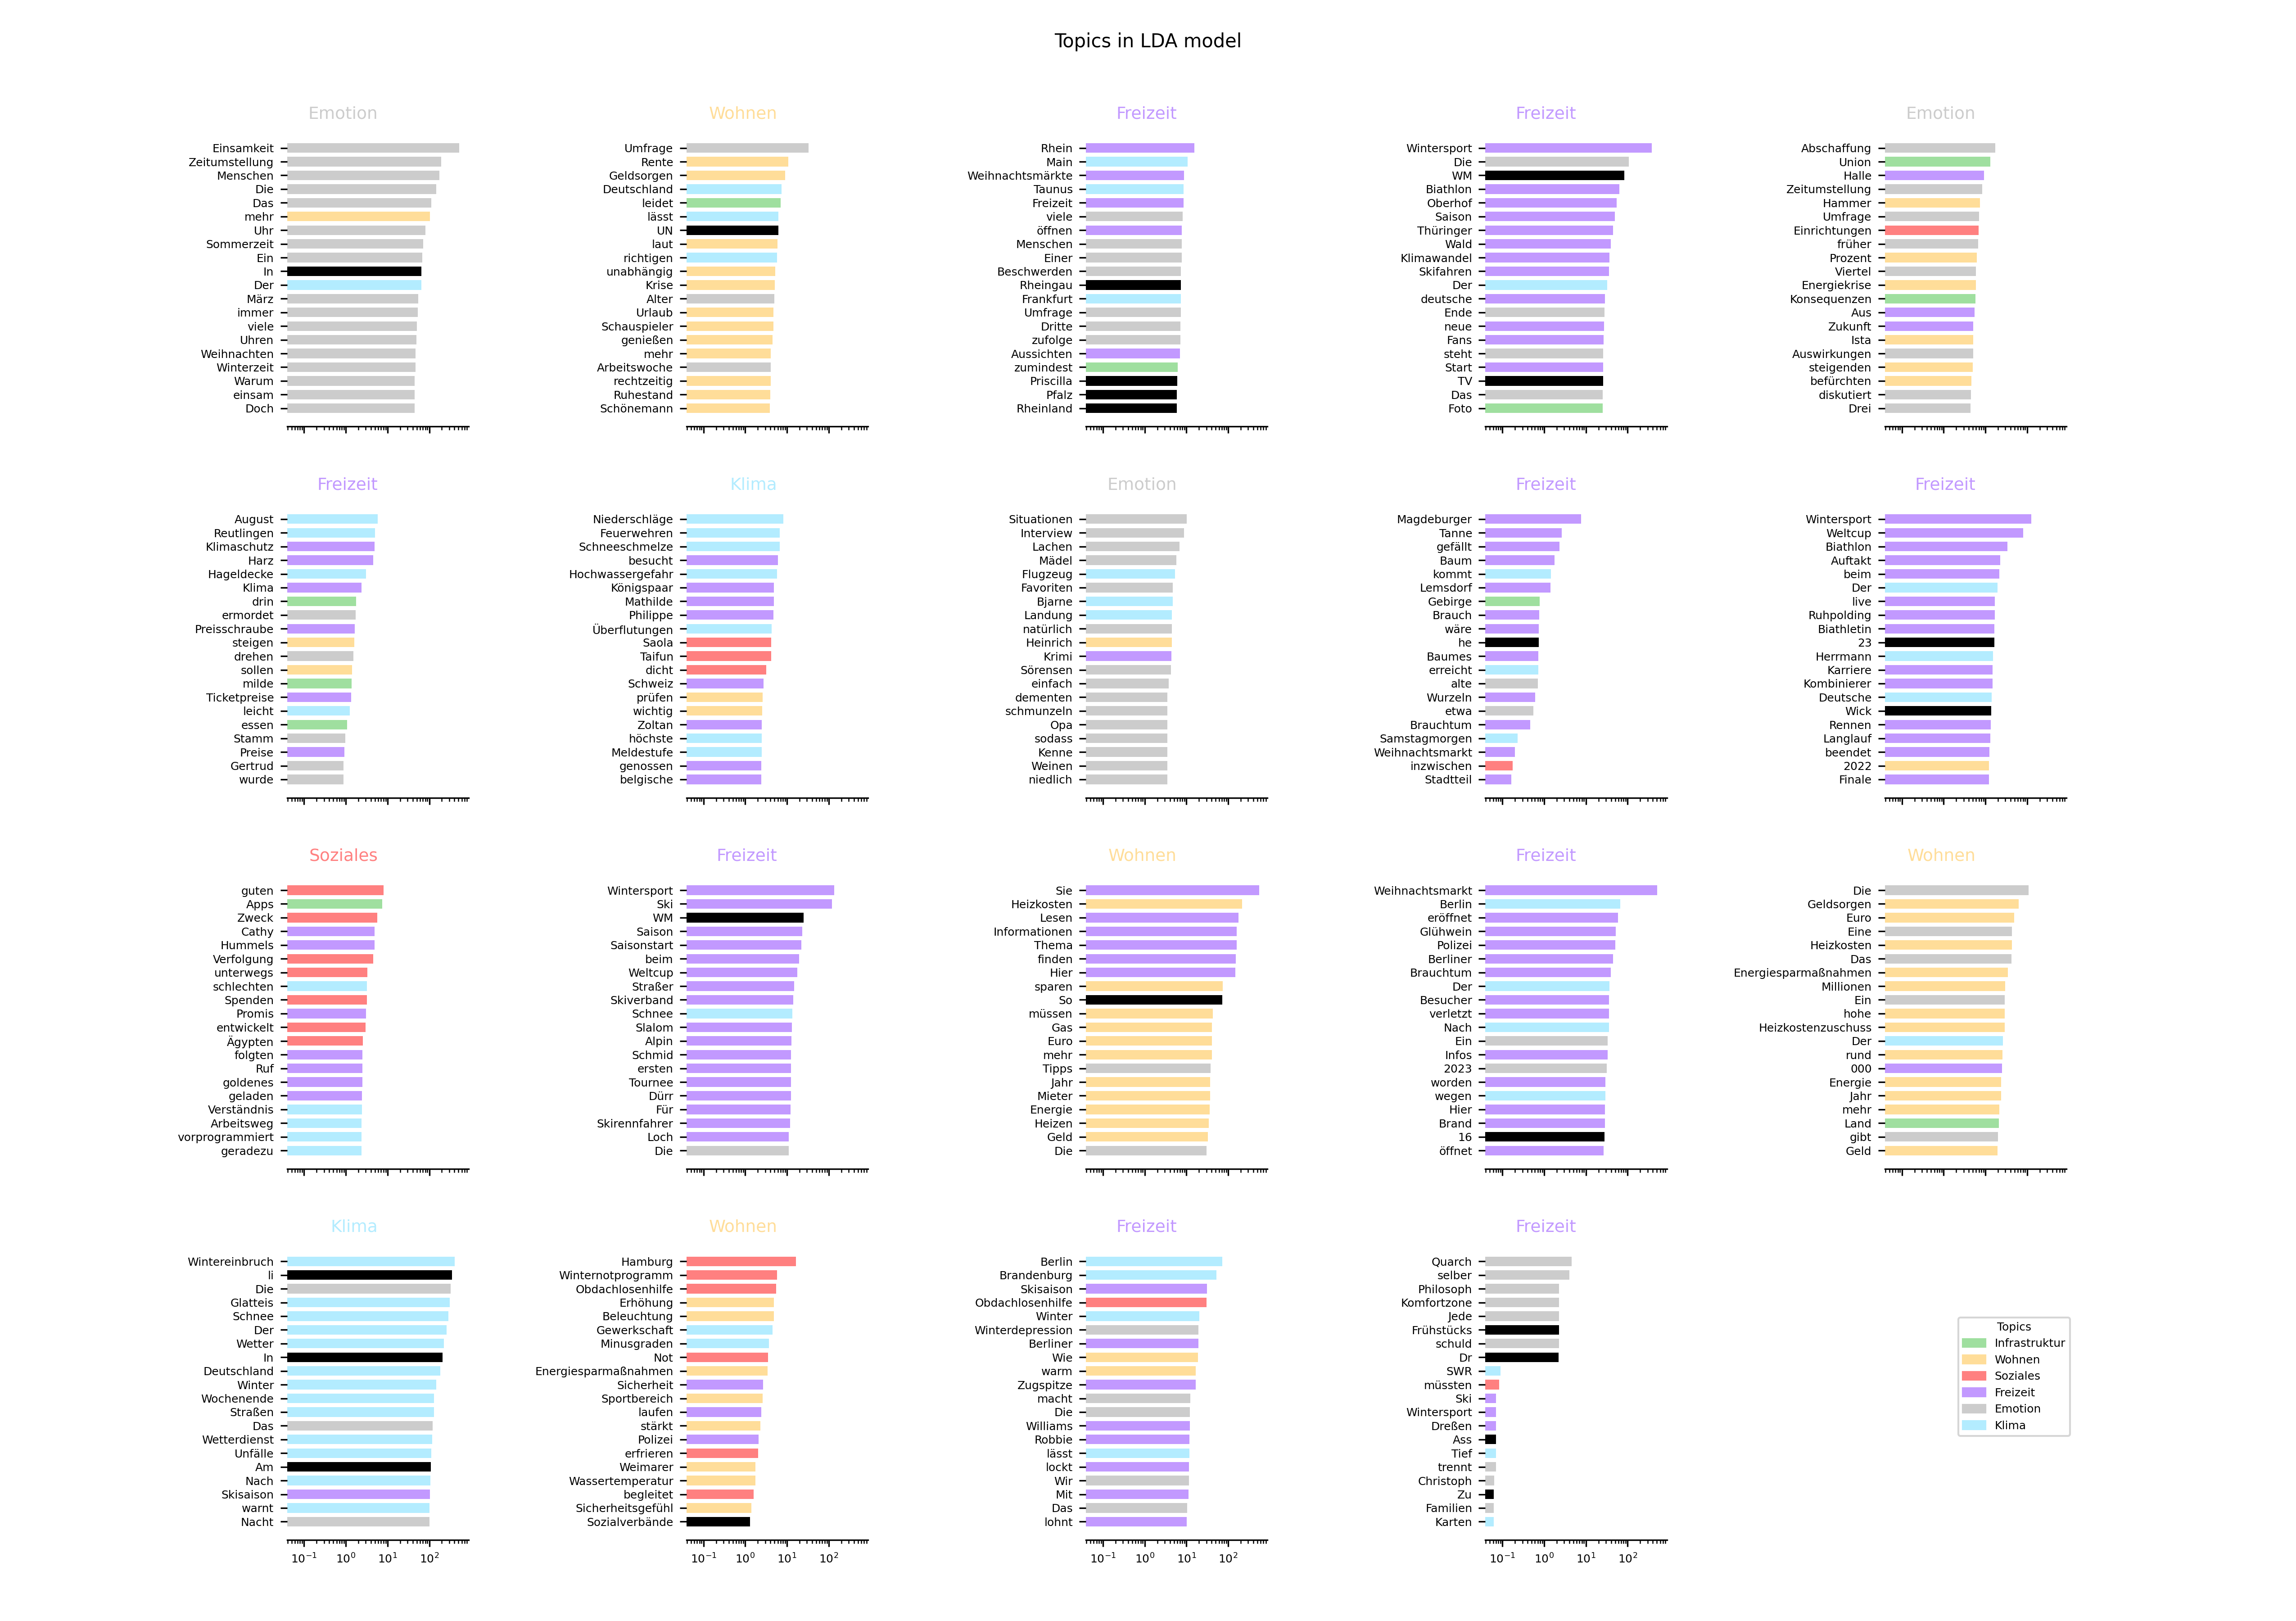 Topics in LDA model
Emotion
Einsamkeit
Zeitumstellung
Menschen
Die
Das
mehr
Uhr
Sommerzeit
Ein
In
Der
März
immer
viele
Uhren
Weihnachten
Winterzeit
Warum
einsam
Doch
Wohnen
Umfrage
Rente
Geldsorgen
Deutschland
leidet
lässt
UN
laut
richtigen
unabhängig
Krise
Alter
Urlaub
Schauspieler
genießen
mehr
Arbeitswoche
rechtzeitig
Ruhestand
Schönemann
Freizeit
Rhein
Main
Weihnachtsmärkte
Taunus
Freizeit
viele
öffnen
Menschen
Einer
Beschwerden
Rheingau
Frankfurt
Umfrage
Dritte
zufolge
Aussichten
zumindest
Priscilla
Pfalz
Rheinland
Freizeit
Wintersport
Die
WM
Biathlon
Oberhof
Saison
Thüringer
Wald
Klimawandel
Skifahren
Der
deutsche
Ende
neue
Fans
steht
Start
TV
Das
Foto
Emotion
Abschaffung
Union
Halle
Zeitumstellung
Hammer
Umfrage
Einrichtungen
früher
Prozent
Viertel
Energiekrise
Konsequenzen
Aus
Zukunft
Ista
Auswirkungen
steigenden
befürchten
diskutiert
Drei
Freizeit
August
Reutlingen
Klimaschutz
Harz
Hageldecke
Klima
drin
ermordet
Preisschraube
steigen
drehen
sollen
milde
Ticketpreise
leicht
essen
Stamm
Preise
Gertrud
wurde
Klima
Niederschläge
Feuerwehren
Schneeschmelze
besucht
Hochwassergefahr
Königspaar
Mathilde
Philippe
Überflutungen
Saola
Taifun
dicht
Schweiz
prüfen
wichtig
Zoltan
höchste
Meldestufe
genossen
belgische
Emotion
Situationen
Interview
Lachen
Mädel
Flugzeug
Favoriten
Bjarne
Landung
natürlich
Heinrich
Krimi
Sörensen
einfach
dementen
schmunzeln
Opa
sodass
Kenne
Weinen
niedlich
Freizeit
Magdeburger
Tanne
gefällt
Baum
kommt
Lemsdorf
Gebirge
Brauch
wäre
he
Baumes
erreicht
alte
Wurzeln
etwa
Brauchtum
Samstagmorgen
Weihnachtsmarkt
inzwischen
Stadtteil
Freizeit
Wintersport
Weltcup
Biathlon
Auftakt
beim
Der
live
Ruhpolding
Biathletin
23
Herrmann
Karriere
Kombinierer
Deutsche
Wick
Rennen
Langlauf
beendet
2022
Finale
Soziales
guten
Apps
Zweck
Cathy
Hummels
Verfolgung
unterwegs
schlechten
Spenden
Promis
entwickelt
Ägypten
folgten
Ruf
goldenes
geladen
Verständnis
Arbeitsweg
vorprogrammiert
geradezu
Freizeit
Wintersport
Ski
WM
Saison
Saisonstart
beim
Weltcup
Straßer
Skiverband
Schnee
Slalom
Alpin
Schmid
ersten
Tournee
Dürr
Für
Skirennfahrer
Loch
Die
Wohnen
Sie
Heizkosten
Lesen
Informationen
Thema
finden
Hier
sparen
So
müssen
Gas
Euro
mehr
Tipps
Jahr
Mieter
Energie
Heizen
Geld
Die
Freizeit
Weihnachtsmarkt
Berlin
eröffnet
Glühwein
Polizei
Berliner
Brauchtum
Der
Besucher
verletzt
Nach
Ein
Infos
2023
worden
wegen
Hier
Brand
16
öffnet
Wohnen
Die
Geldsorgen
Euro
Eine
Heizkosten
Das
Energiesparmaßnahmen
Millionen
Ein
hohe
Heizkostenzuschuss
Der
rund
000
Energie
Jahr
mehr
Land
gibt
Geld
Klima
Wintereinbruch
li
Die
Glatteis
Schnee
Der
Wetter
In
Deutschland
Winter
Wochenende
Straßen
Das
Wetterdienst
Unfälle
Am
Nach
Skisaison
warnt
Nacht
10⁻¹ 10⁰ 10¹ 10²
Wohnen
Hamburg
Winternotprogramm
Obdachlosenhilfe
Erhöhung
Beleuchtung
Gewerkschaft
Minusgraden
Not
Energiesparmaßnahmen
Sicherheit
Sportbereich
laufen
stärkt
Polizei
erfrieren
Weimarer
Wassertemperatur
begleitet
Sicherheitsgefühl
Sozialverbände
10⁻¹ 10⁰ 10¹ 10²
Freizeit
Berlin
Brandenburg
Skisaison
Obdachlosenhilfe
Winter
Winterdepression
Berliner
Wie
warm
Zugspitze
macht
Die
Williams
Robbie
lässt
lockt
Wir
Mit
Das
lohnt
10⁻¹ 10⁰ 10¹ 10²
Freizeit
Quarch
selber
Philosoph
Komfortzone
Jede
Frühstücks
schuld
Dr
SWR
müssten
Ski
Wintersport
Dreßen
Ass
Tief
trennt
Christoph
Zu
Familien
Karten
10⁻¹ 10⁰ 10¹ 10²
Topics
Infrastruktur
Wohnen
Soziales
Freizeit
Emotion
Klima